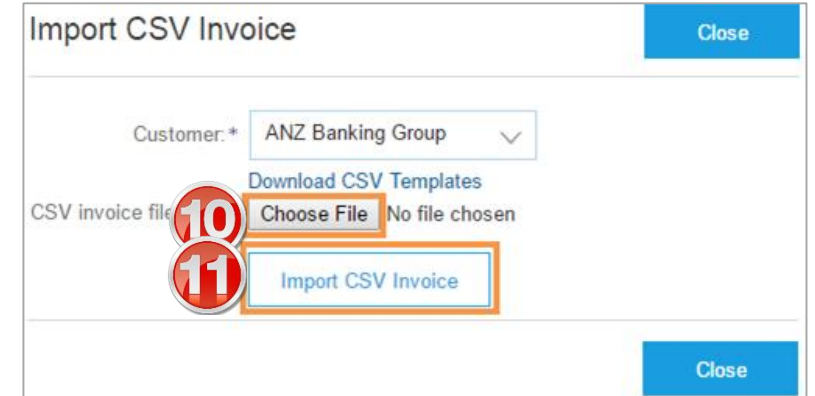 Import CSV Invoice
Close
Customer:*
ANZ Banking Group
Download CSV Templates
CSV invoice file
10
Choose File
No file chosen
11
Import CSV Invoice
Close